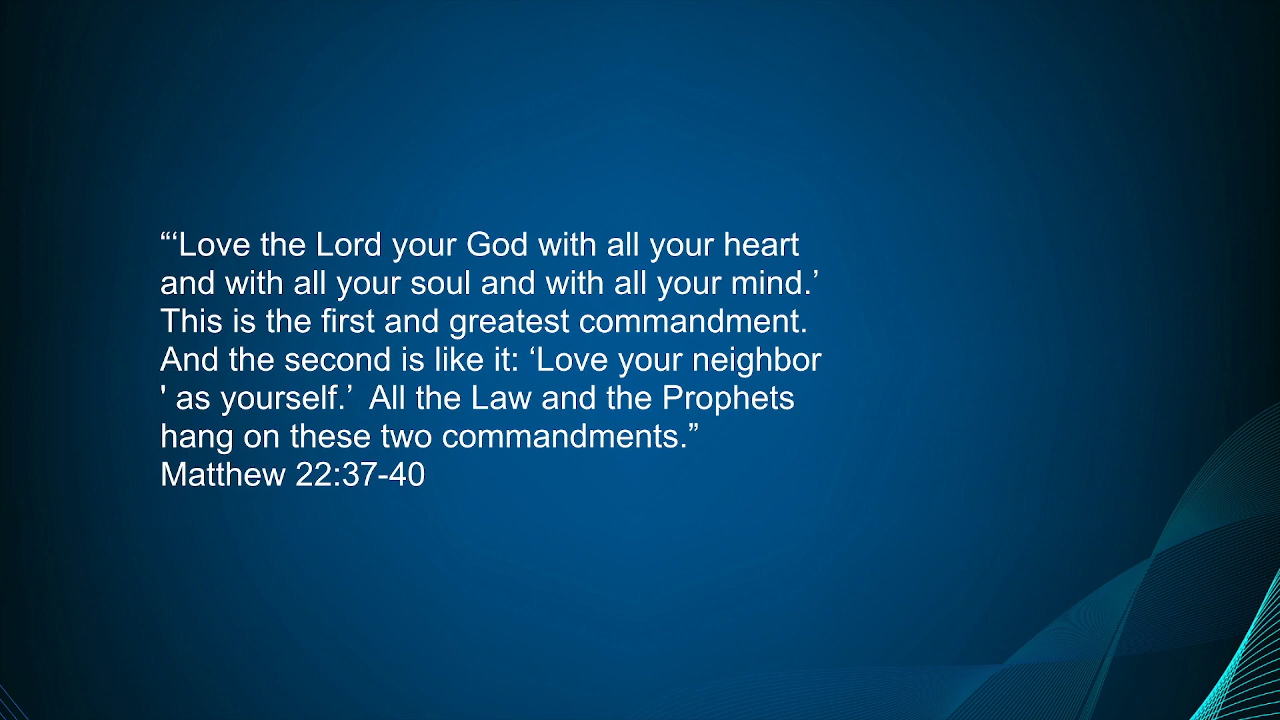 “‘Love the Lord your God with all your heart
and with all your soul and with all your mind.’
This is the first and greatest commandment.
And the second is like it: ‘Love your neighbor
' as yourself.’  All the Law and the Prophets
hang on these two commandments.”
Matthew 22:37-40